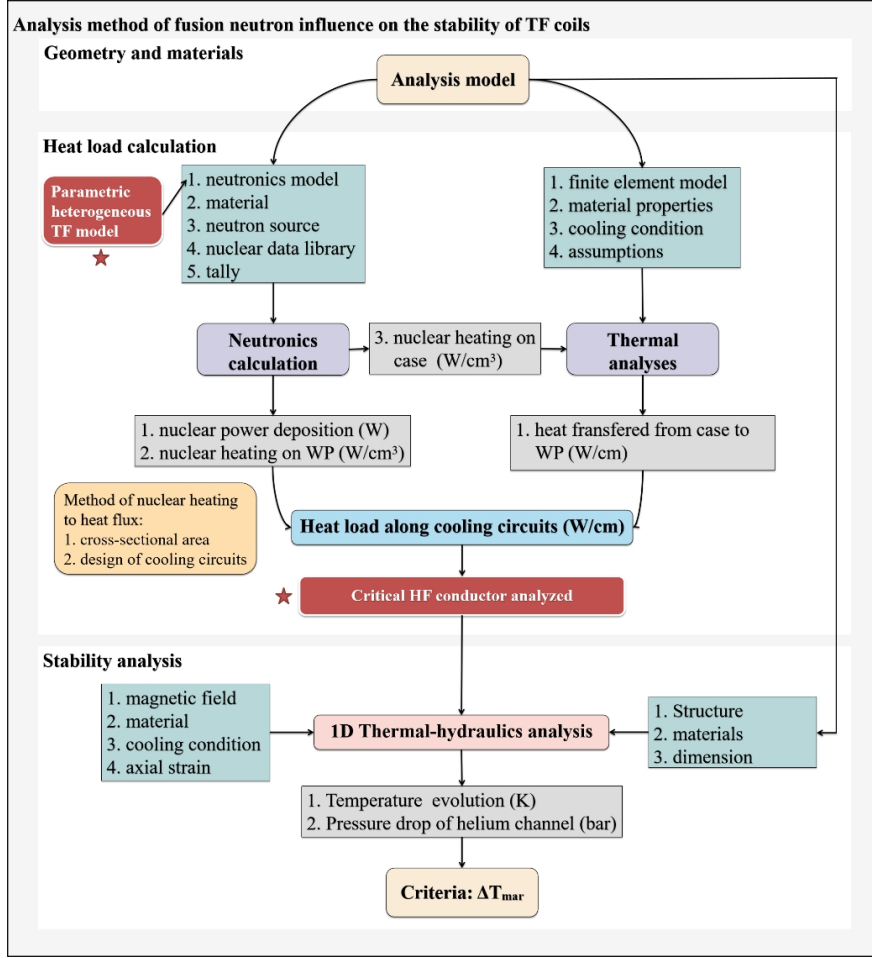 Analysis method of fusion neutron influence on the stability of TF coils
Geometry and materials
Analysis model
Heat load calculation
Parametric
heterogeneous
TF model
1. neutronics model
2. material
3. neutron source
4. nuclear data library
5. tally
1. finite element model
2. material properties
3. cooling condition
4. assumptions
Neutronics
calculation
3. nuclear heating on
case (W/cm³)
Thermal
analyses
1. nuclear power deposition (W)
2. nuclear heating on WP (W/cm³)
1. heat fransfered from case to
WP (W/cm)
Method of nuclear heating
to heat flux:
1. cross-sectional area
2. design of cooling circuits
Heat load along cooling circuits (W/cm)
Critical HF conductor analyzed
Stability analysis
1. magnetic field
2. material
3. cooling condition
4. axial strain
1D Thermal-hydraulics analysis
1. Structure
2. materials
3. dimension
1. Temperature evolution (K)
2. Pressure drop of helium channel (bar)
Criteria: ΔTmar